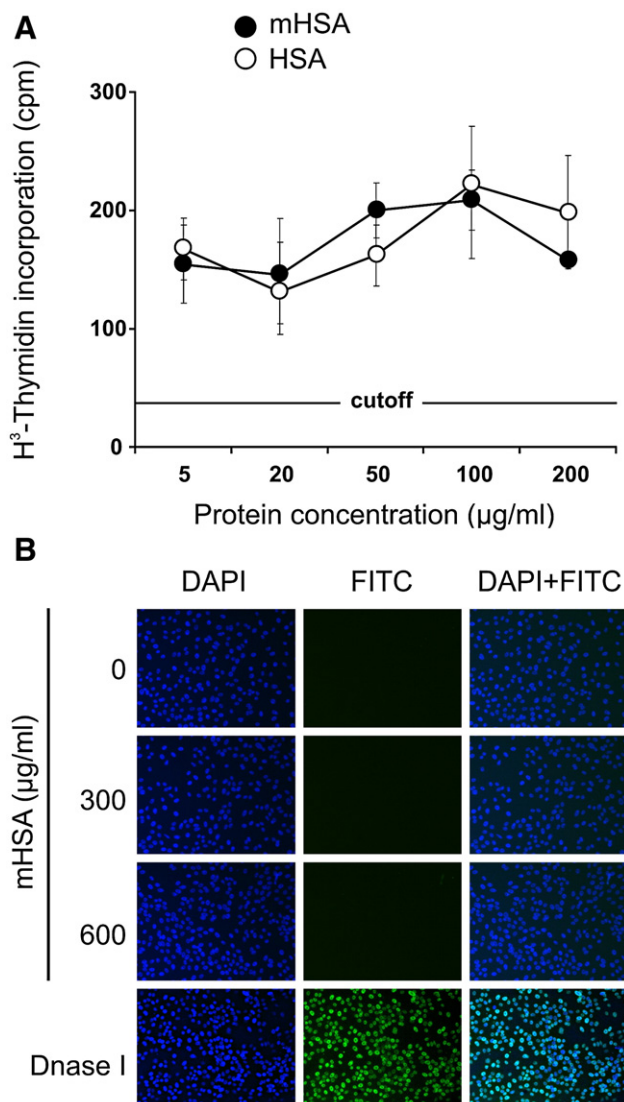 A
mHSA
HSA
H³-Thymidin incorporation (cpm)
300
200
100
0
cutoff
5 20 50 100 200
Protein concentration (µg/ml)
B
DAPI FITC DAPI+FITC
mHSA (µg/ml)
0
300
600
Dnase I